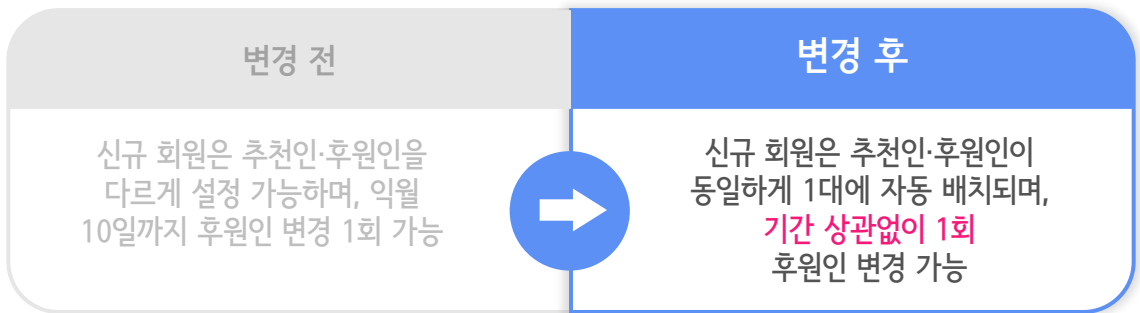 변경 전
신규 회원은 추천인·후원인을
다르게 설정 가능하며, 익월
10일까지 후원인 변경 1회 가능
변경 후
신규 회원은 추천인·후원인이
동일하게 1대에 자동 배치되며,
기간 상관없이 1회
후원인 변경 가능